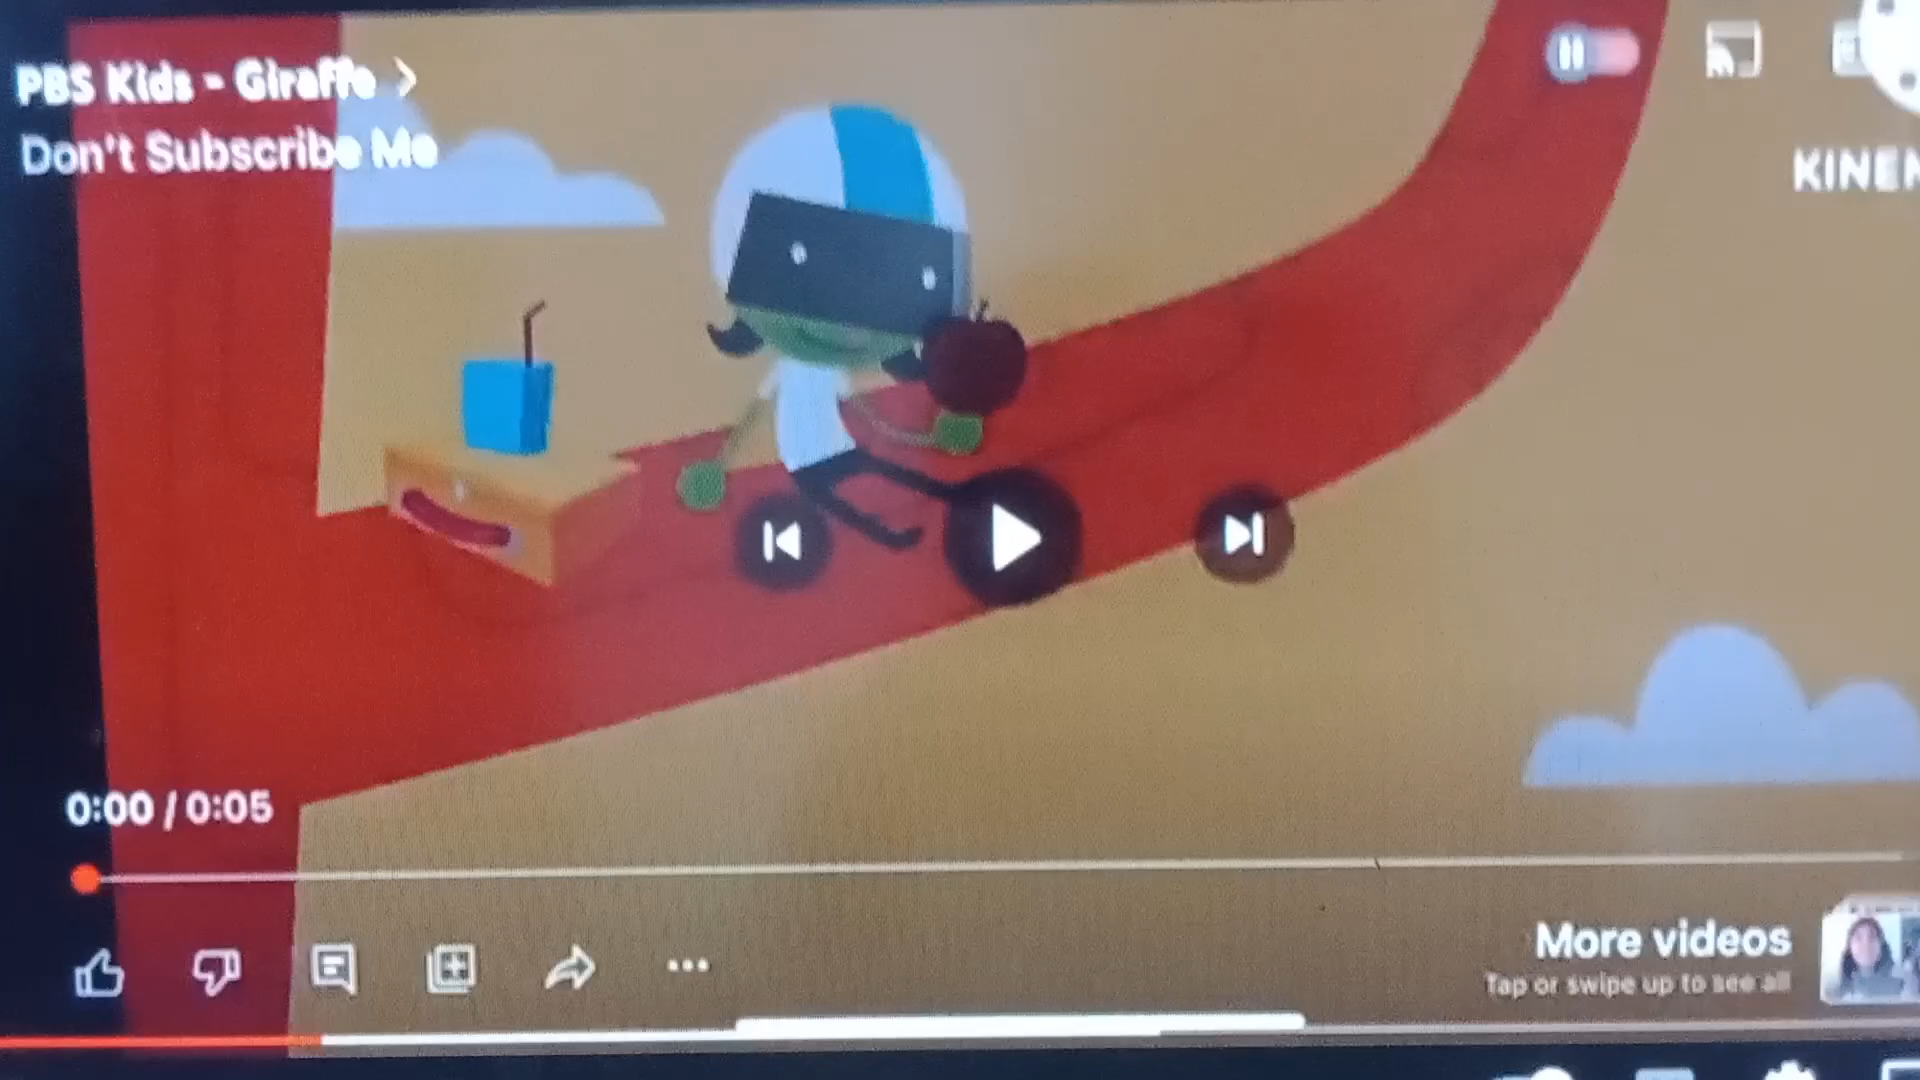 PBS Kids - Giraffe >
Don't Subscribe Me
0:00 / 0:05
More videos
Tap or swipe up to see all